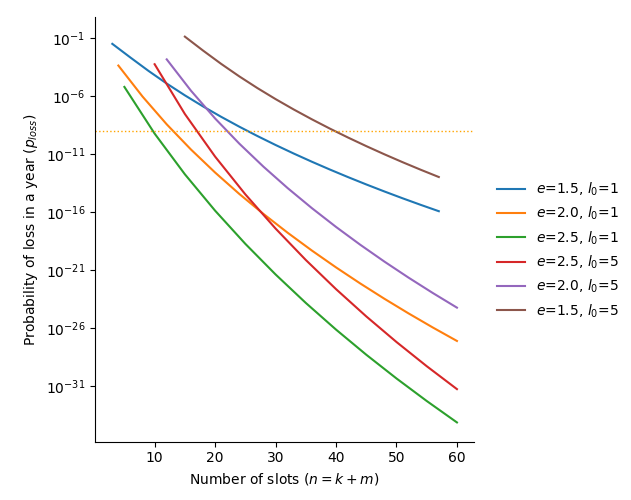 10^{-1}
10^{-6}
10^{-11}
10^{-16}
10^{-21}
10^{-26}
10^{-31}
Probability of loss in a year (p_{loss})
10 20 30 40 50 60
Number of slots (n = k + m)
e=1.5, l_0=1
e=2.0, l_0=1
e=2.5, l_0=1
e=2.5, l_0=5
e=2.0, l_0=5
e=1.5, l_0=5